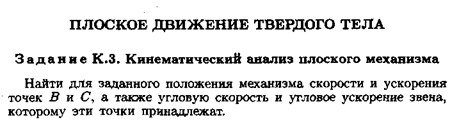 ПЛОСКОЕ ДВИЖЕНИЕ ТВЕРДОГО ТЕЛА
Задание К.3. Кинематический анализ плоского механизма
Найти для заданного положения механизма скорости и ускорения
точек B и C, а также угловую скорость и угловое ускорение звена,
которому эти точки принадлежат.